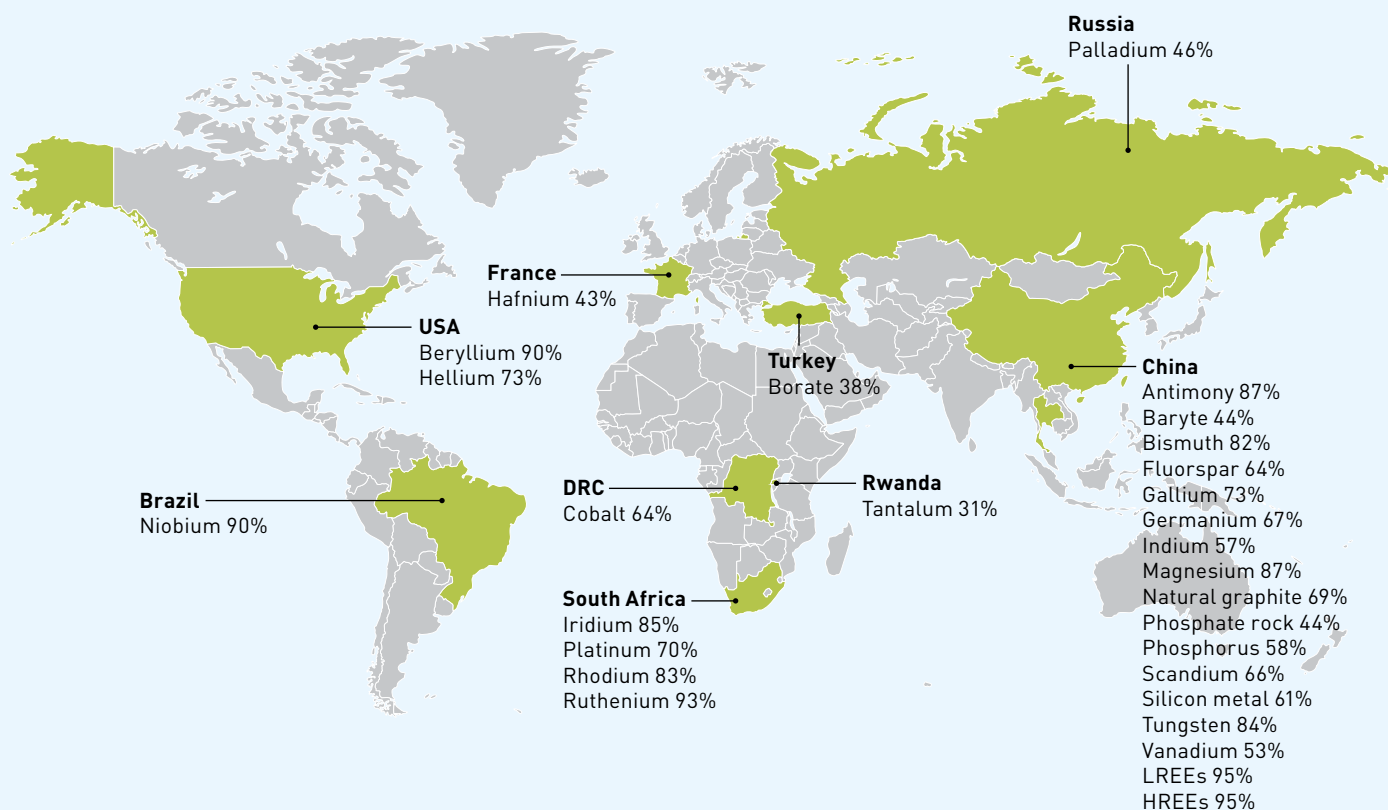 Russia
Palladium 46%
France
Hafnium 43%
USA
Beryllium 90%
Hellium 73%
Turkey
Borate 38%
China
Antimony 87%
Baryte 44%
Bismuth 82%
Fluorspar 64%
Gallium 73%
Germanium 67%
Indium 57%
Magnesium 87%
Natural graphite 69%
Phosphate rock 44%
Phosphorus 58%
Scandium 66%
Silicon metal 61%
Tungsten 84%
Vanadium 53%
LREEs 95%
HREEs 95%
Brazil
Niobium 90%
DRC
Cobalt 64%
Rwanda
Tantalum 31%
South Africa
Iridium 85%
Platinum 70%
Rhodium 83%
Ruthenium 93%